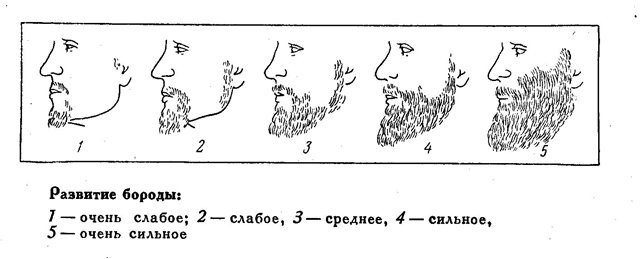 1 2 3 4 5
Развитие бороды:
1 — очень слабое; 2 — слабое, 3 — среднее, 4 — сильное,
5 — очень сильное